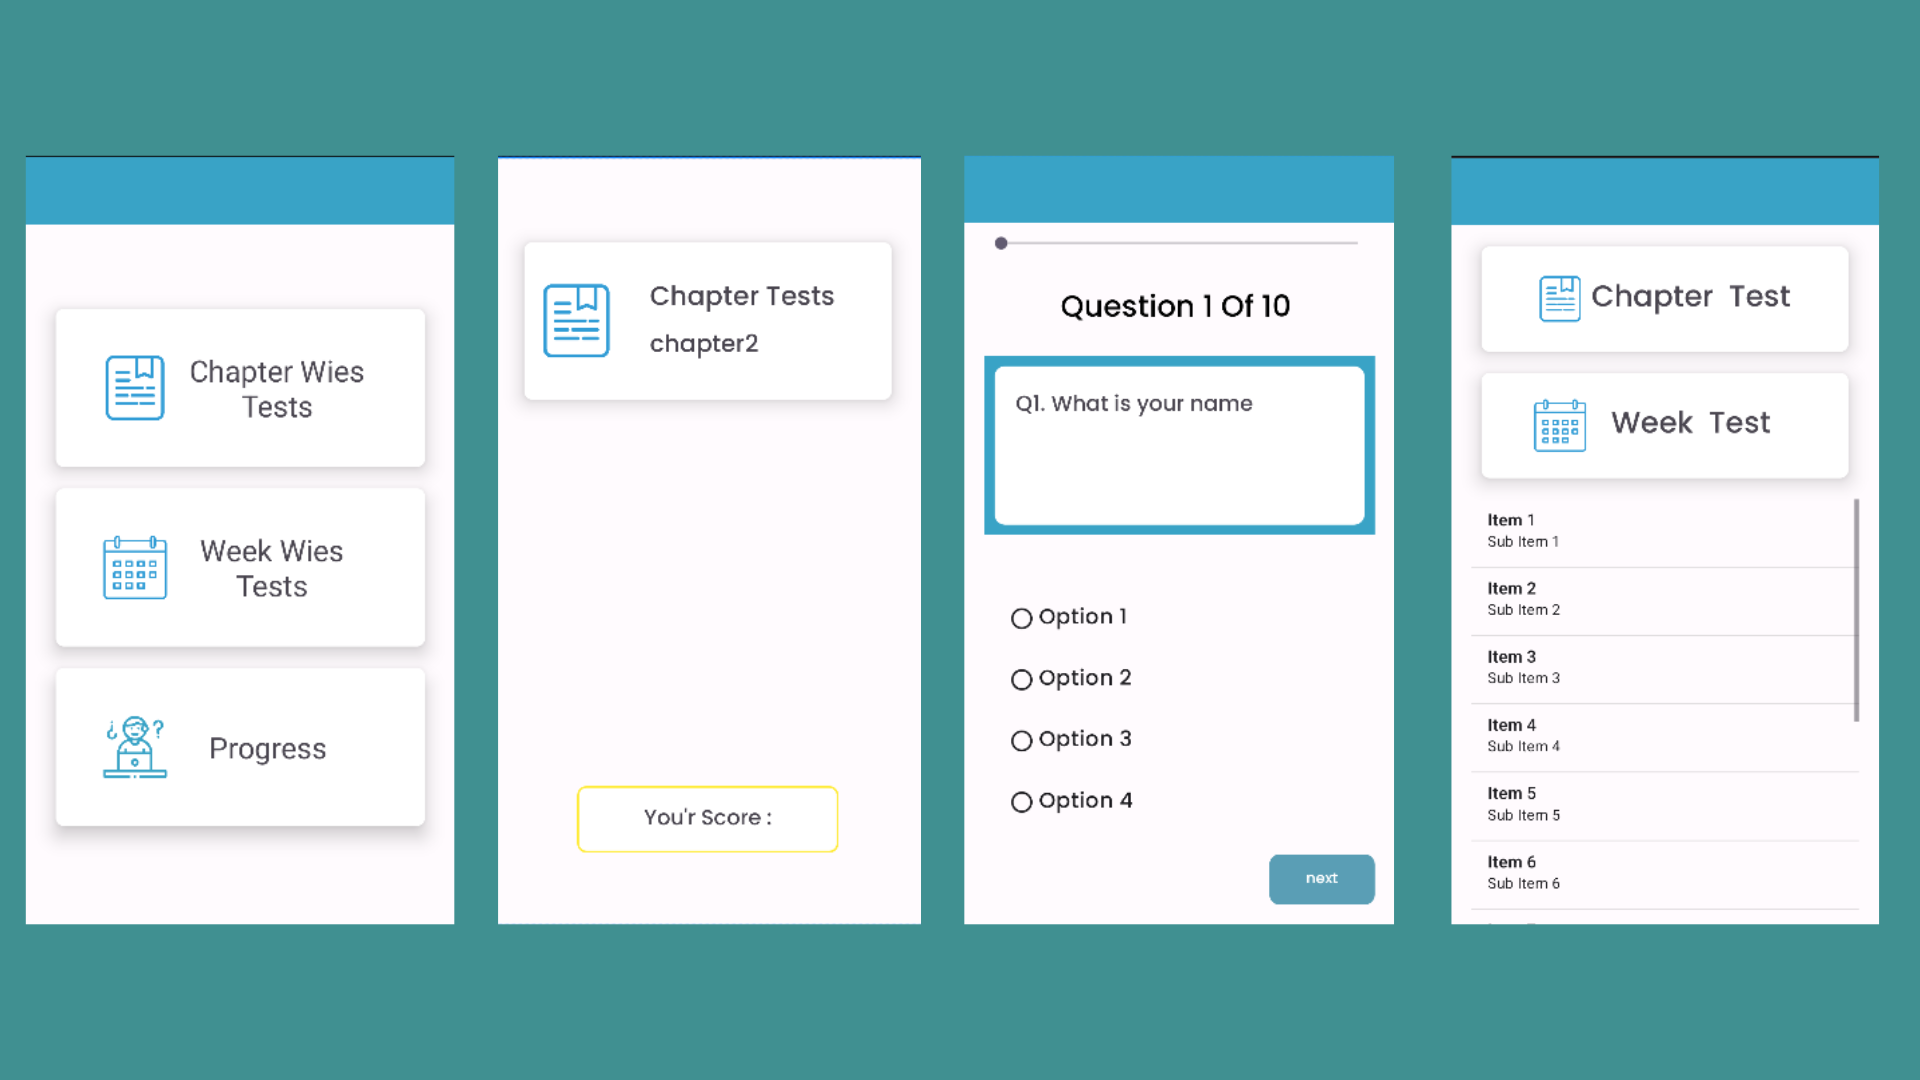 Chapter Wies
Tests
Week Wies
Tests
Progress
Chapter Tests
chapter2
You'r Score :
Question 1 Of 10
Q1. What is your name
Option 1
Option 2
Option 3
Option 4
next
Chapter Test
Week Test
Item 1
Sub Item 1
Item 2
Sub Item 2
Item 3
Sub Item 3
Item 4
Sub Item 4
Item 5
Sub Item 5
Item 6
Sub Item 6